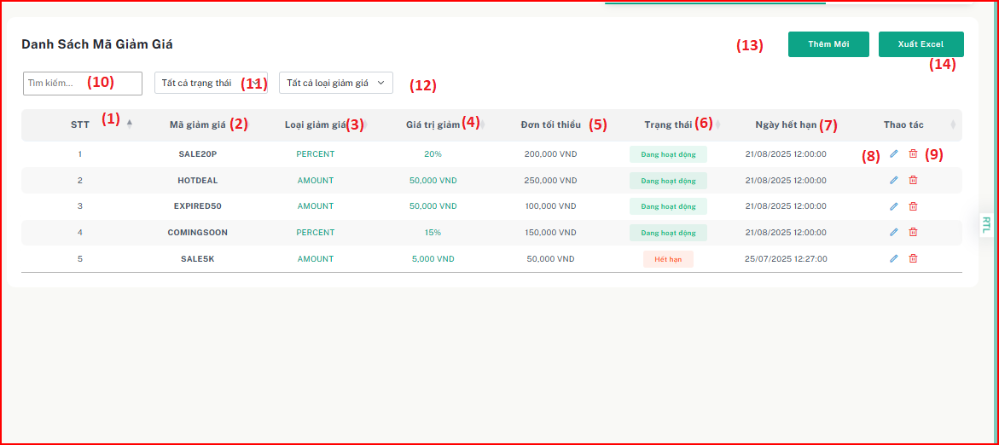 Danh Sách Mã Giảm Giá (13) Thêm Mới Xuất Excel
(14)
Tìm kiếm... (10) Tất cả trạng thái (11) Tất cả loại giảm giá (12)
STT (1) Mã giảm giá (2) Loại giảm giá (3) Giá trị giảm (4) Đơn tối thiểu (5) Trạng thái (6) Ngày hết hạn (7) Thao tác
1 SALE20P PERCENT 20% 200,000 VND Đang hoạt động 21/08/2025 12:00:00 (8) (9)
2 HOTDEAL AMOUNT 50,000 VND 250,000 VND Đang hoạt động 21/08/2025 12:00:00
3 EXPIRED50 AMOUNT 50,000 VND 100,000 VND Đang hoạt động 21/08/2025 12:00:00
4 COMINGSOON PERCENT 15% 150,000 VND Đang hoạt động 21/08/2025 12:00:00
5 SALE5K AMOUNT 5,000 VND 50,000 VND Hết hạn 25/07/2025 12:27:00
RTL